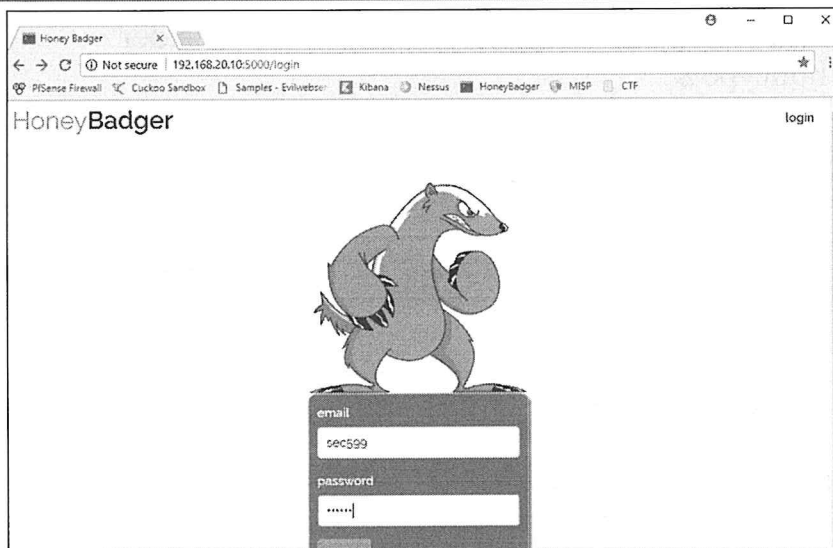 Honey Badger
Not secure | 192.168.20.10:5000/login
PfSense Firewall Cuckoo Sandbox Samples - Evilwebser Kibana Nessus HoneyBadger MISP CTF
HoneyBadger
login
email
sec599
password